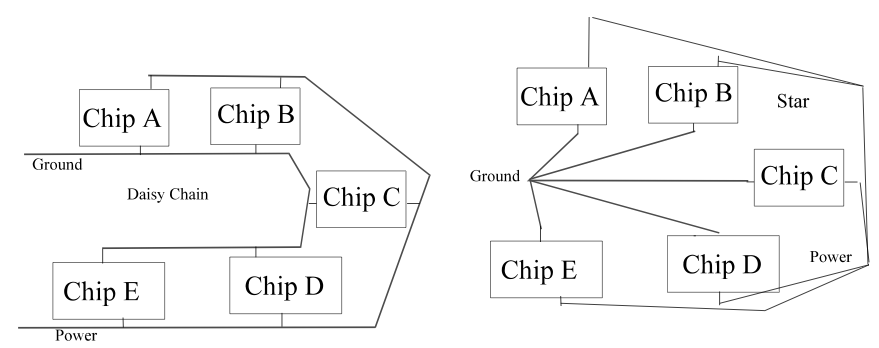 Chip A
Chip B
Ground
Daisy Chain
Chip C
Chip E
Chip D
Power
Chip A
Chip B
Star
Ground
Chip C
Chip E
Chip D
Power